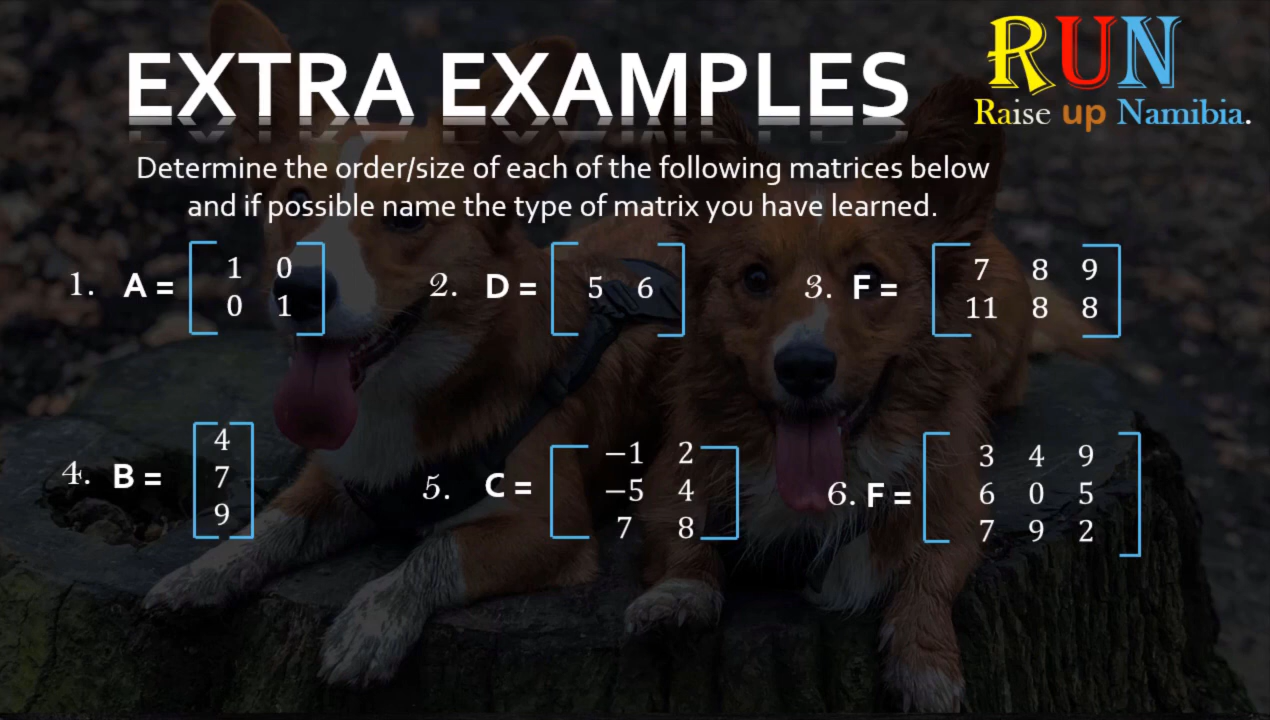 RUN
EXTRA EXAMPLES
Raise up Namibia.
Determine the order/size of each of the following matrices below
and if possible name the type of matrix you have learned.
1. A = [ 1 0
0 1 ]
2. D = [ 5 6 ]
3. F = [ 7 8 9
11 8 8 ]
4. B = [ 4
7
9 ]
5. C = [ −1 2
−5 4
7 8 ]
6. F = [ 3 4 9
6 0 5
7 9 2 ]